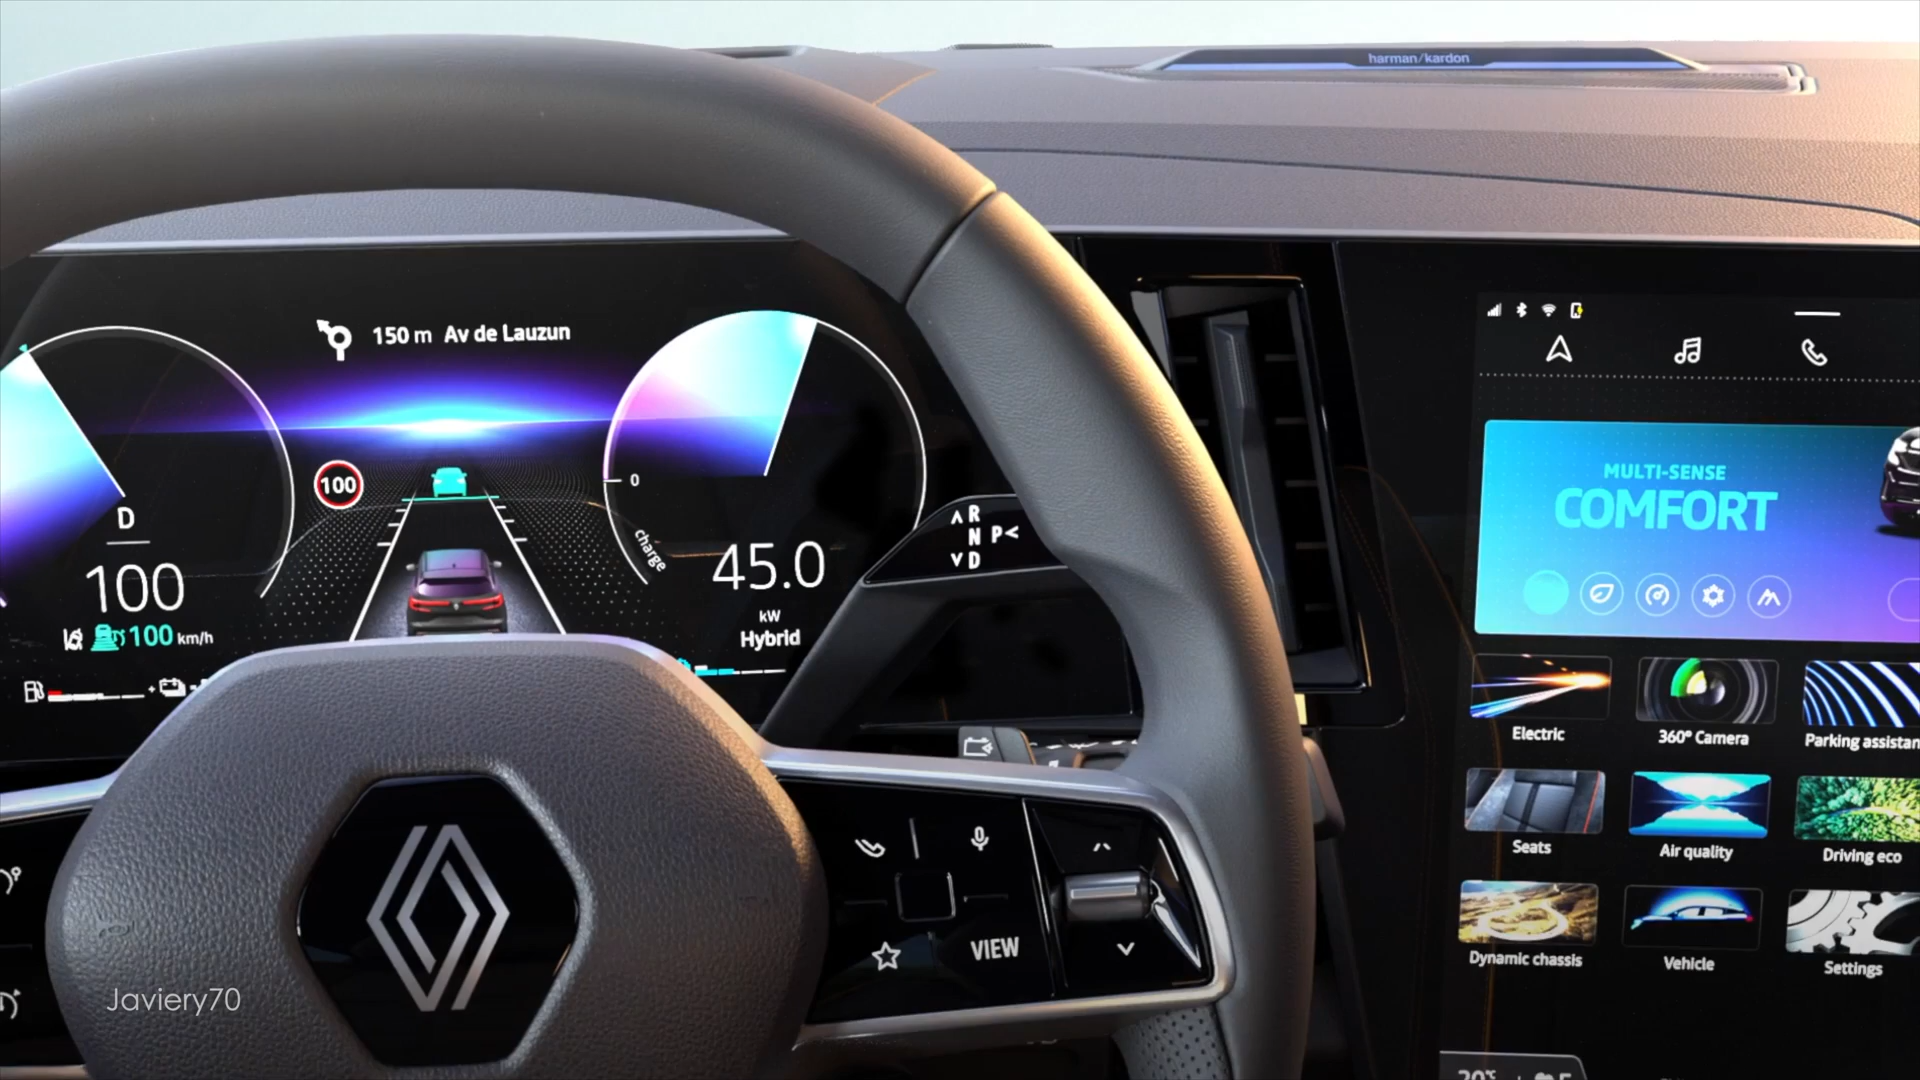 harman/kardon
150 m Av de Lauzun
100
D
100
100 km/h
0
charge
45.0
kW
Hybrid
R
N P<
D
MULTI-SENSE
COMFORT
Electric
360° Camera
Parking assistan
Seats
Air quality
Driving eco
Dynamic chassis
Vehicle
Settings
VIEW
Javiery70
20°C